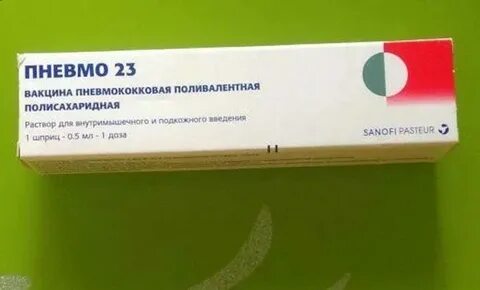 ПНЕВМО 23
ВАКЦИНА ПНЕВМОКОККОВАЯ ПОЛИВАЛЕНТНАЯ
ПОЛИСАХАРИДНАЯ
Раствор для внутримышечного и подкожного введения
1 шприц - 0.5 мл - 1 доза
SANOFI PASTEUR